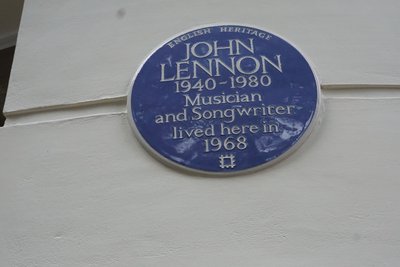 ENGLISH HERITAGE
JOHN
LENNON
1940-1980
Musician
and Songwriter
lived here in
1968